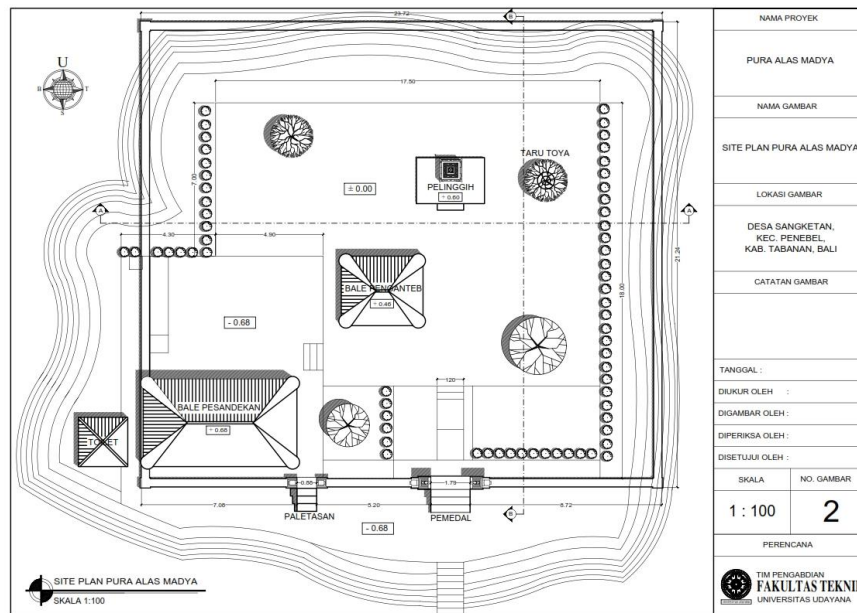 23.72
B
U
B
T
S
17.50
7.00
± 0.00
PELINGGIH
+ 0.60
TARU TOYA
A
A
4.30
4.90
21.24
18.00
BALE PENGANTEB
+ 0.46
- 0.68
BALE PESANDEKAN
+ 0.68
120
TOILET
0.88
1.79
7.08
PALETASAN
5.20
- 0.68
PEMEDAL
8.72
B
SITE PLAN PURA ALAS MADYA
SKALA 1:100
NAMA PROYEK
PURA ALAS MADYA
NAMA GAMBAR
SITE PLAN PURA ALAS MADYA
LOKASI GAMBAR
DESA SANGKETAN,
KEC. PENEBEL,
KAB. TABANAN, BALI
CATATAN GAMBAR
TANGGAL :
DIUKUR OLEH :
DIGAMBAR OLEH :
DIPERIKSA OLEH :
DISETUJUI OLEH :
SKALA
NO. GAMBAR
1 : 100
2
PERENCANA
TIM PENGABDIAN
FAKULTAS TEKNI
UNIVERSITAS UDAYANA